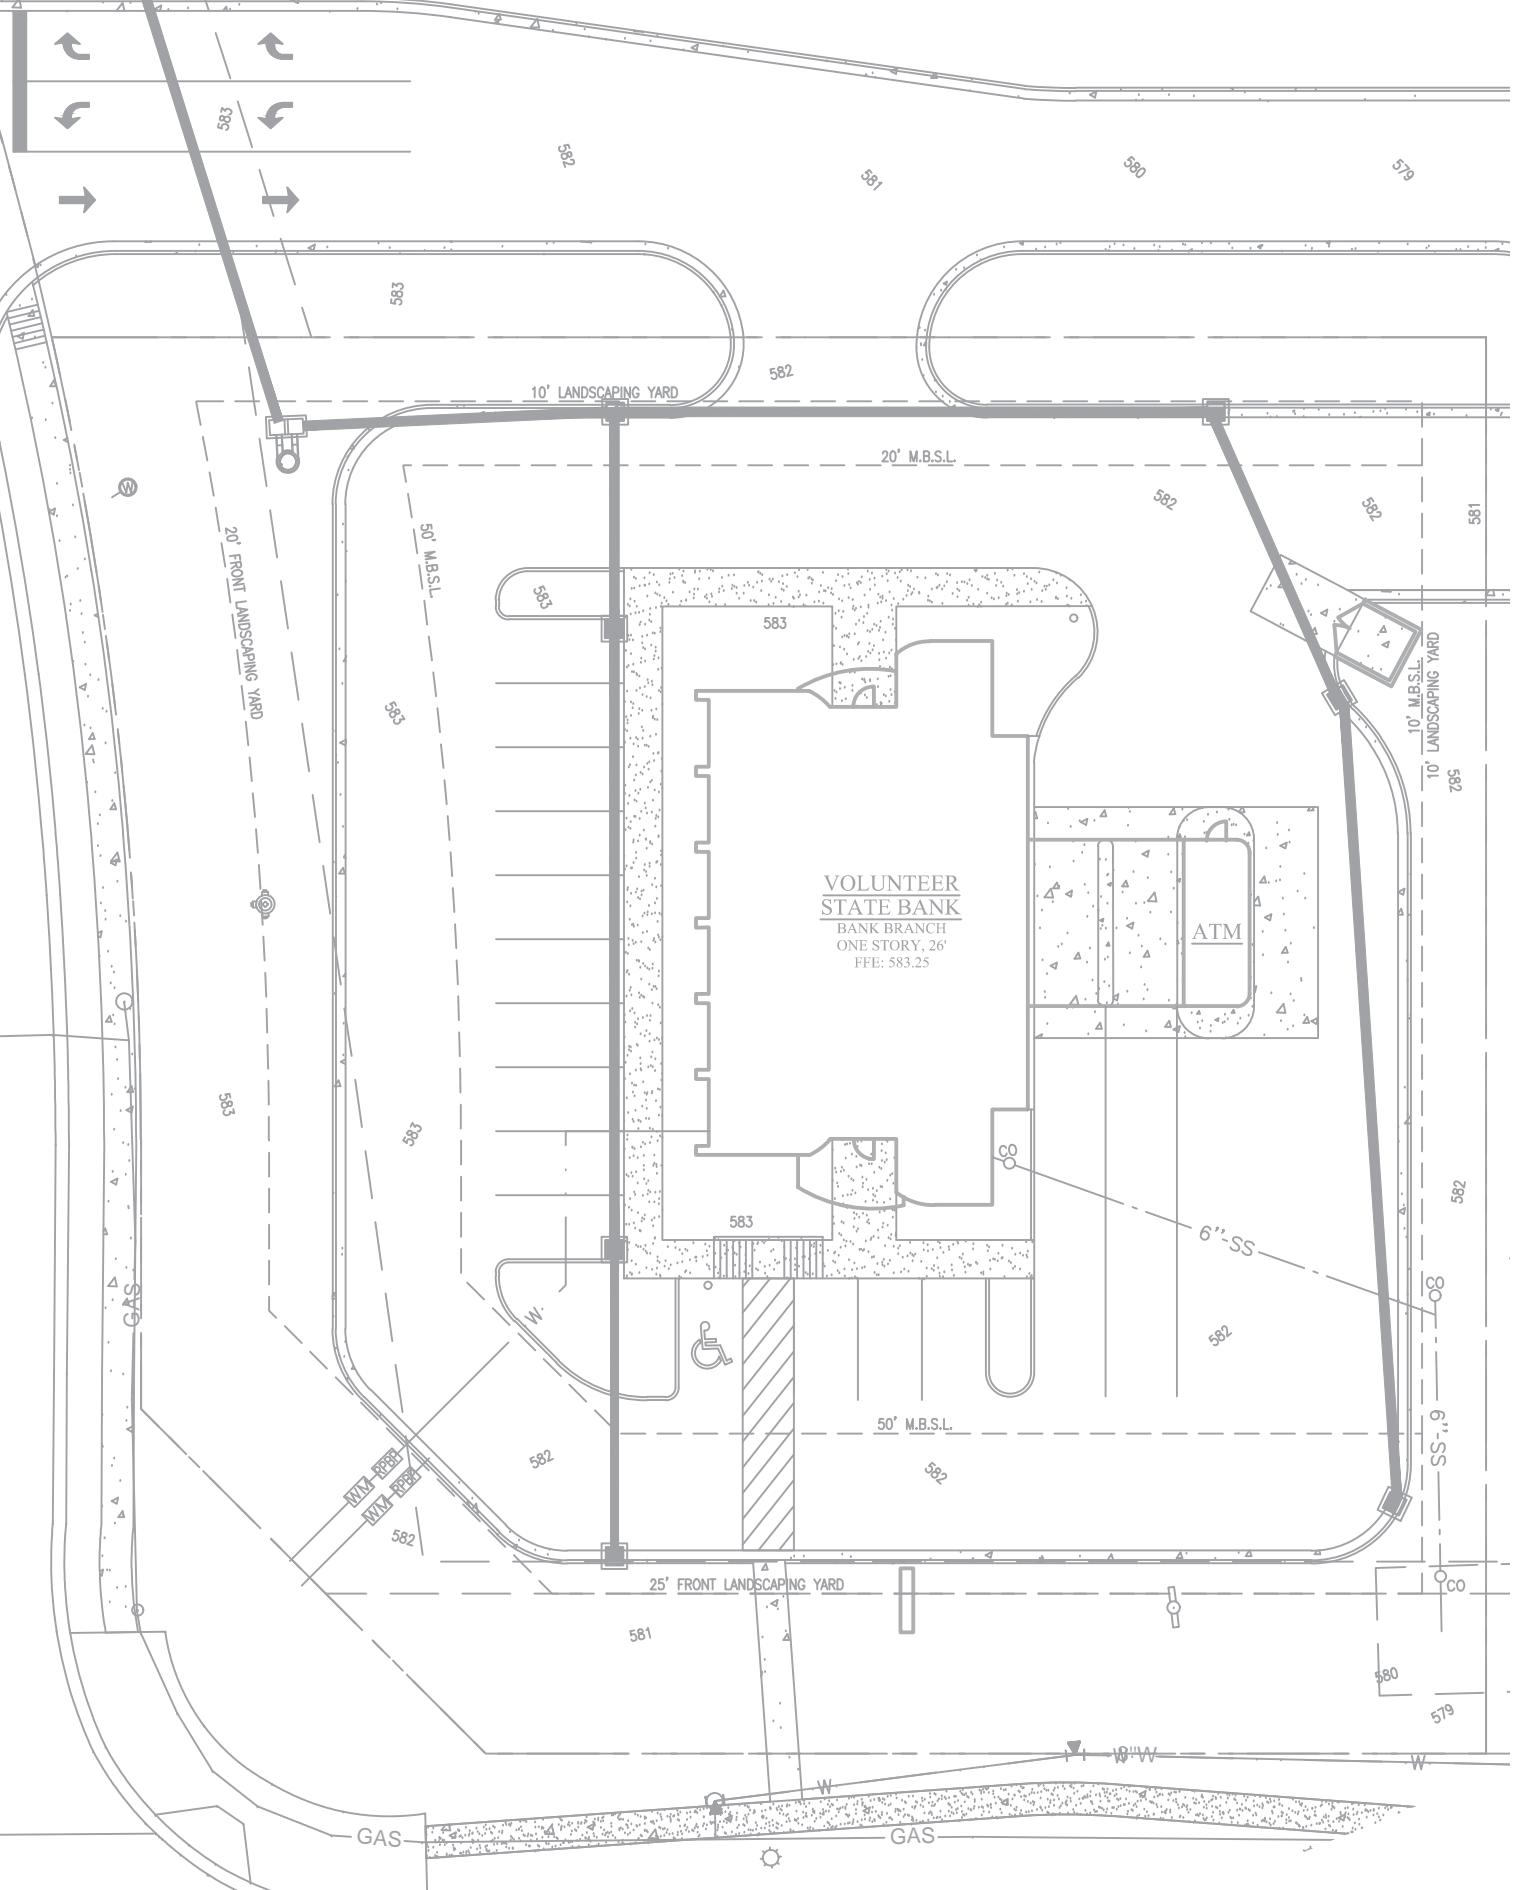 583
582
581
580
579
583
582
10' LANDSCAPING YARD
20' M.B.S.L.
W
582
582
581
20' FRONT LANDSCAPING YARD
50' M.B.S.L.
583
583
583
10' M.B.S.L.
10' LANDSCAPING YARD
582
VOLUNTEER
STATE BANK
BANK BRANCH
ONE STORY, 26'
FFE: 583.25
ATM
583
583
CO
582
583
6"-SS
GAS
W
CO
582
50' M.B.S.L.
6"-SS
582
582
WM
RPBP
WM
RPBP
582
25' FRONT LANDSCAPING YARD
CO
581
580
579
W
8"W
W
W
GAS
GAS